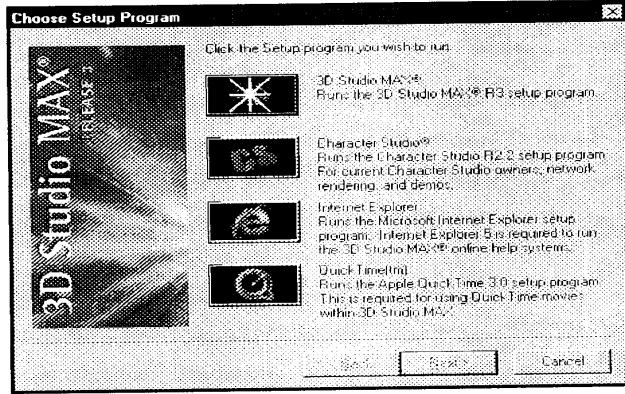 Choose Setup Program
3D Studio MAX®
RELEASE 3
Click the Setup program you wish to run.
3D Studio MAX®
Runs the 3D Studio MAX® R3 setup program.
Character Studio®
Runs the Character Studio R2.2 setup program.
For current Character Studio owners, network
rendering, and demos.
Internet Explorer
Runs the Microsoft Internet Explorer setup
program. Internet Explorer 5 is required to run
the 3D Studio MAX® online help systems.
QuickTime(tm)
Runs the Apple QuickTime 3.0 setup program.
This is required for using QuickTime movies
within 3D Studio MAX.
Cancel